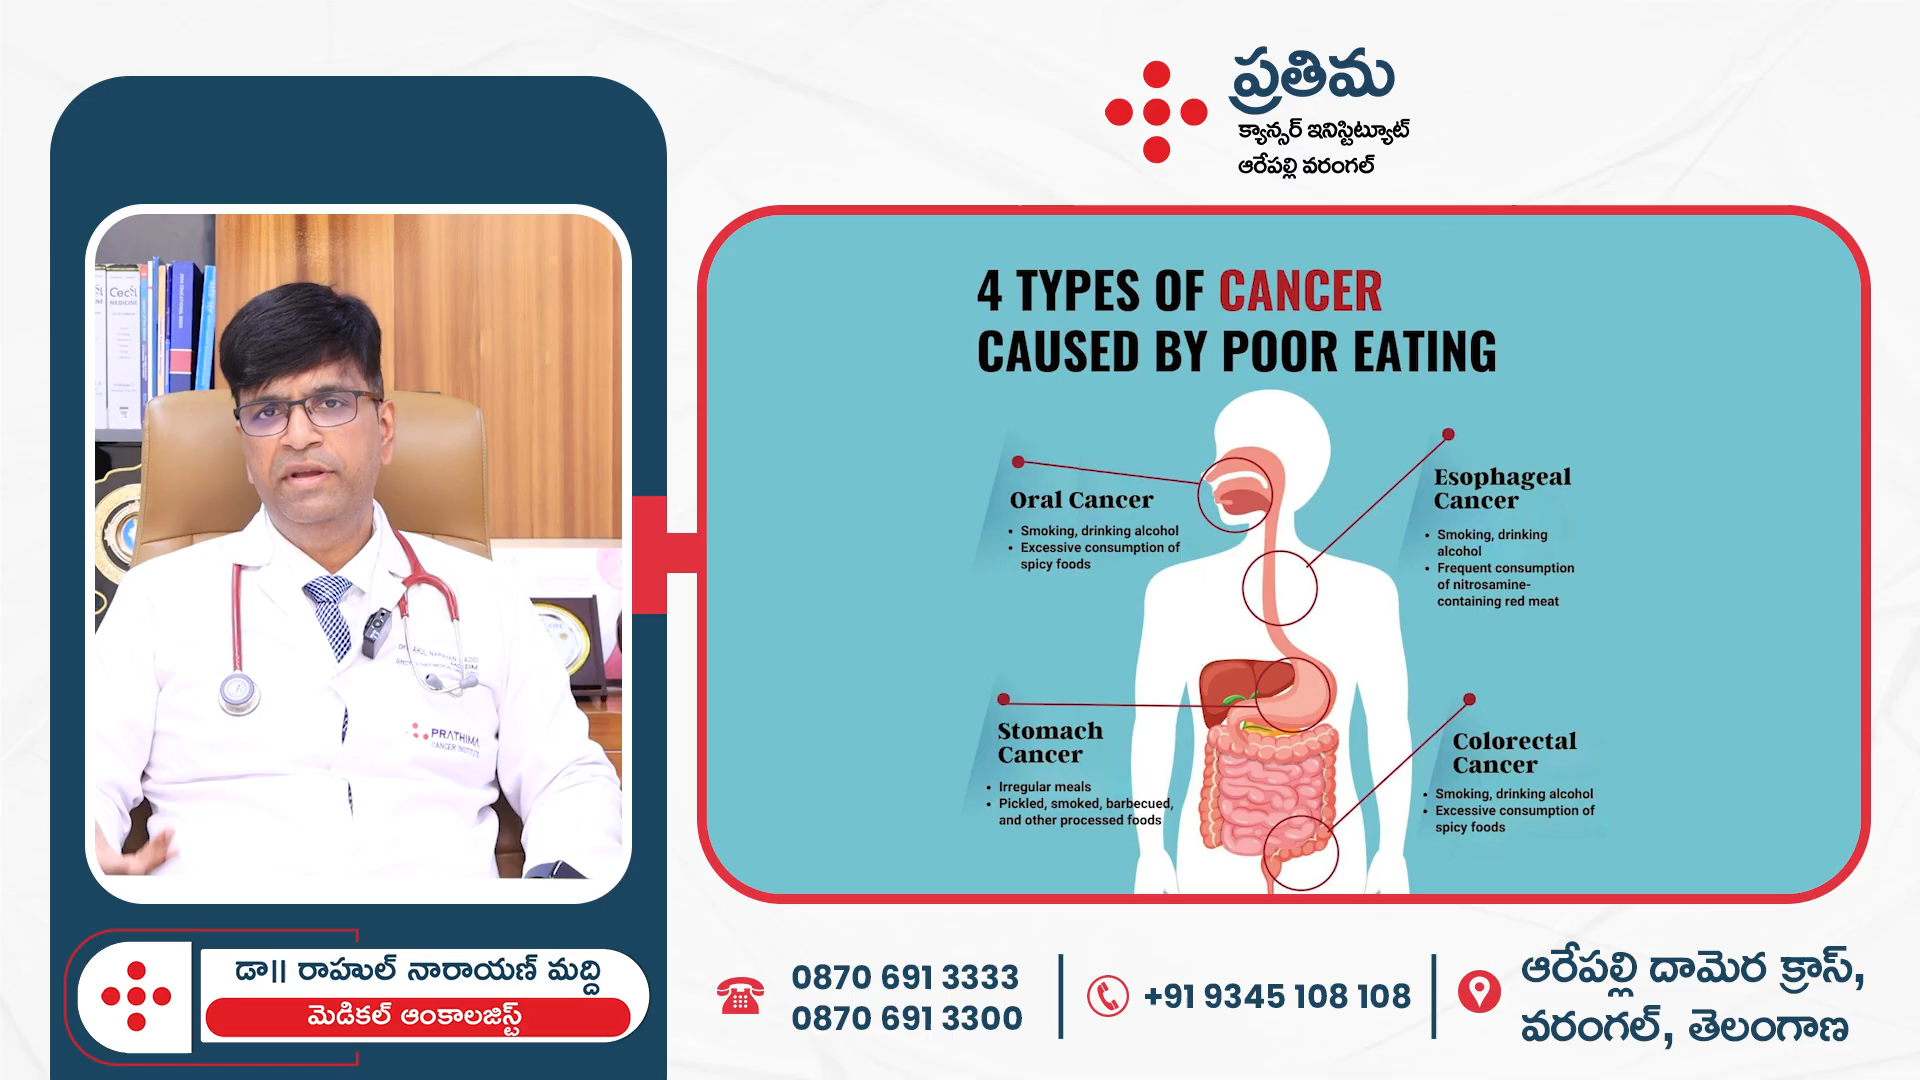 ప్రతిమ
క్యాన్సర్ ఇనిస్టిట్యూట్
ఆరేపల్లి వరంగల్
Cecil
MEDICINE
PRATHIMA
CANCER INSTITUTE
డా|| రాహుల్ నారాయణ్ మద్ది
మెడికల్ ఆంకాలజిస్ట్
4 TYPES OF CANCER
CAUSED BY POOR EATING
Oral Cancer
• Smoking, drinking alcohol
• Excessive consumption of
spicy foods
Esophageal
Cancer
• Smoking, drinking
alcohol
• Frequent consumption
of nitrosamine-
containing red meat
Stomach
Cancer
• Irregular meals
• Pickled, smoked, barbecued,
and other processed foods
Colorectal
Cancer
• Smoking, drinking alcohol
• Excessive consumption of
spicy foods
0870 691 3333
0870 691 3300
+91 9345 108 108
ఆరేపల్లి దామెర క్రాస్,
వరంగల్, తెలంగాణ